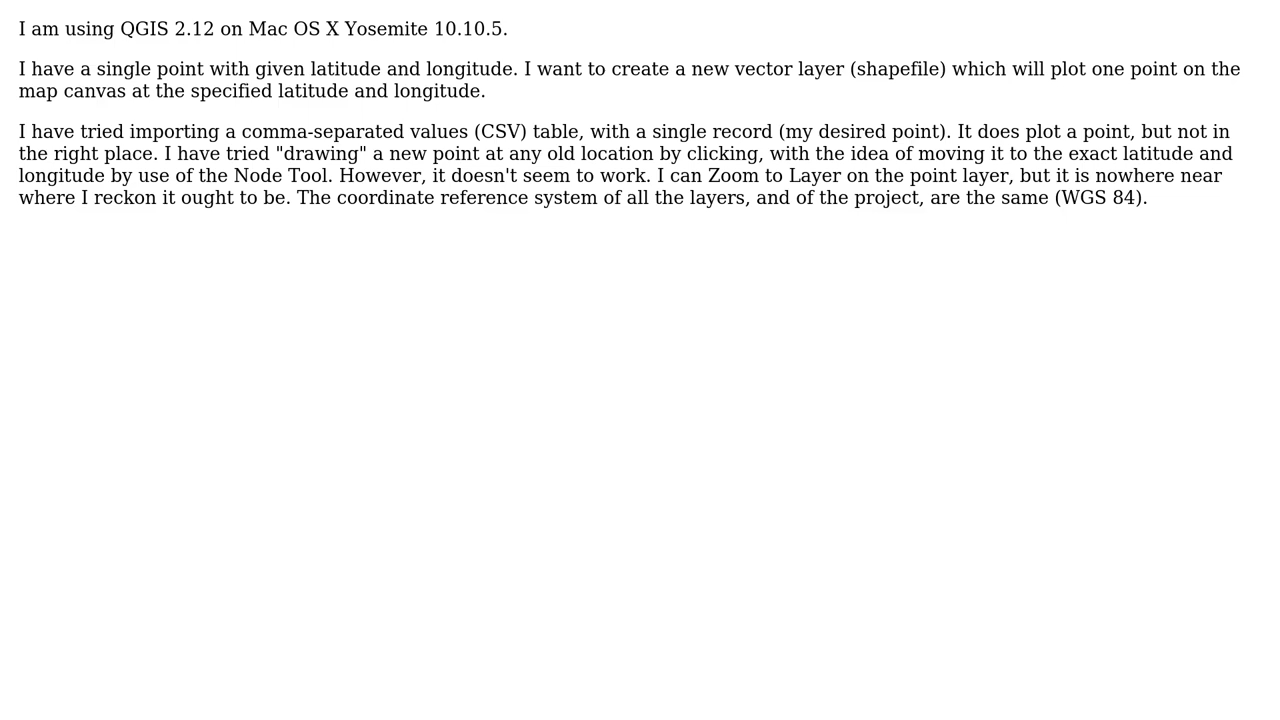 I am using QGIS 2.12 on Mac OS X Yosemite 10.10.5.
I have a single point with given latitude and longitude. I want to create a new vector layer (shapefile) which will plot one point on the
map canvas at the specified latitude and longitude.
I have tried importing a comma-separated values (CSV) table, with a single record (my desired point). It does plot a point, but not in
the right place. I have tried "drawing" a new point at any old location by clicking, with the idea of moving it to the exact latitude and
longitude by use of the Node Tool. However, it doesn't seem to work. I can Zoom to Layer on the point layer, but it is nowhere near
where I reckon it ought to be. The coordinate reference system of all the layers, and of the project, are the same (WGS 84).